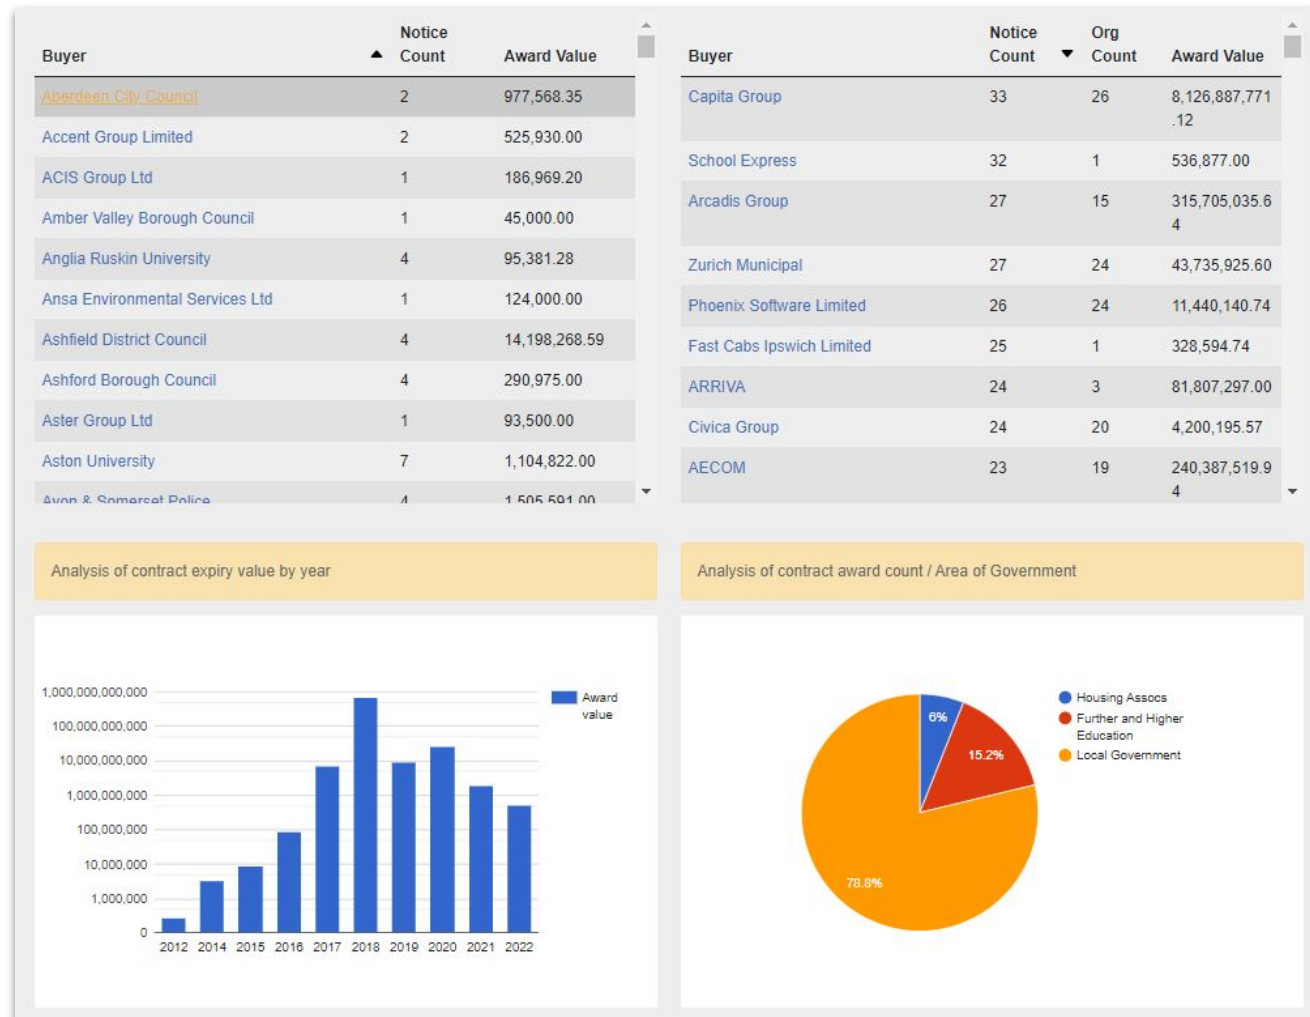 Buyer Notice Count Award Value
Aberdeen City Council 2 977,568.35
Accent Group Limited 2 525,930.00
ACIS Group Ltd 1 186,969.20
Amber Valley Borough Council 1 45,000.00
Anglia Ruskin University 4 95,381.28
Ansa Environmental Services Ltd 1 124,000.00
Ashfield District Council 4 14,198,268.59
Ashford Borough Council 4 290,975.00
Aster Group Ltd 1 93,500.00
Aston University 7 1,104,822.00
Avon & Somerset Police 4 1,505,591.00
Buyer Notice Count Org Count Award Value
Capita Group 33 26 8,126,887,771
.12
School Express 32 1 536,877.00
Arcadis Group 27 15 315,705,035.6
4
Zurich Municipal 27 24 43,735,925.60
Phoenix Software Limited 26 24 11,440,140.74
Fast Cabs Ipswich Limited 25 1 328,594.74
ARRIVA 24 3 81,807,297.00
Civica Group 24 20 4,200,195.57
AECOM 23 19 240,387,519.9
4
Analysis of contract expiry value by year
1,000,000,000,000
100,000,000,000
10,000,000,000
1,000,000,000
100,000,000
10,000,000
1,000,000
0
2012 2014 2015 2016 2017 2018 2019 2020 2021 2022
Award
value
Analysis of contract award count / Area of Government
6%
15.2%
78.8%
Housing Assocs
Further and Higher
Education
Local Government